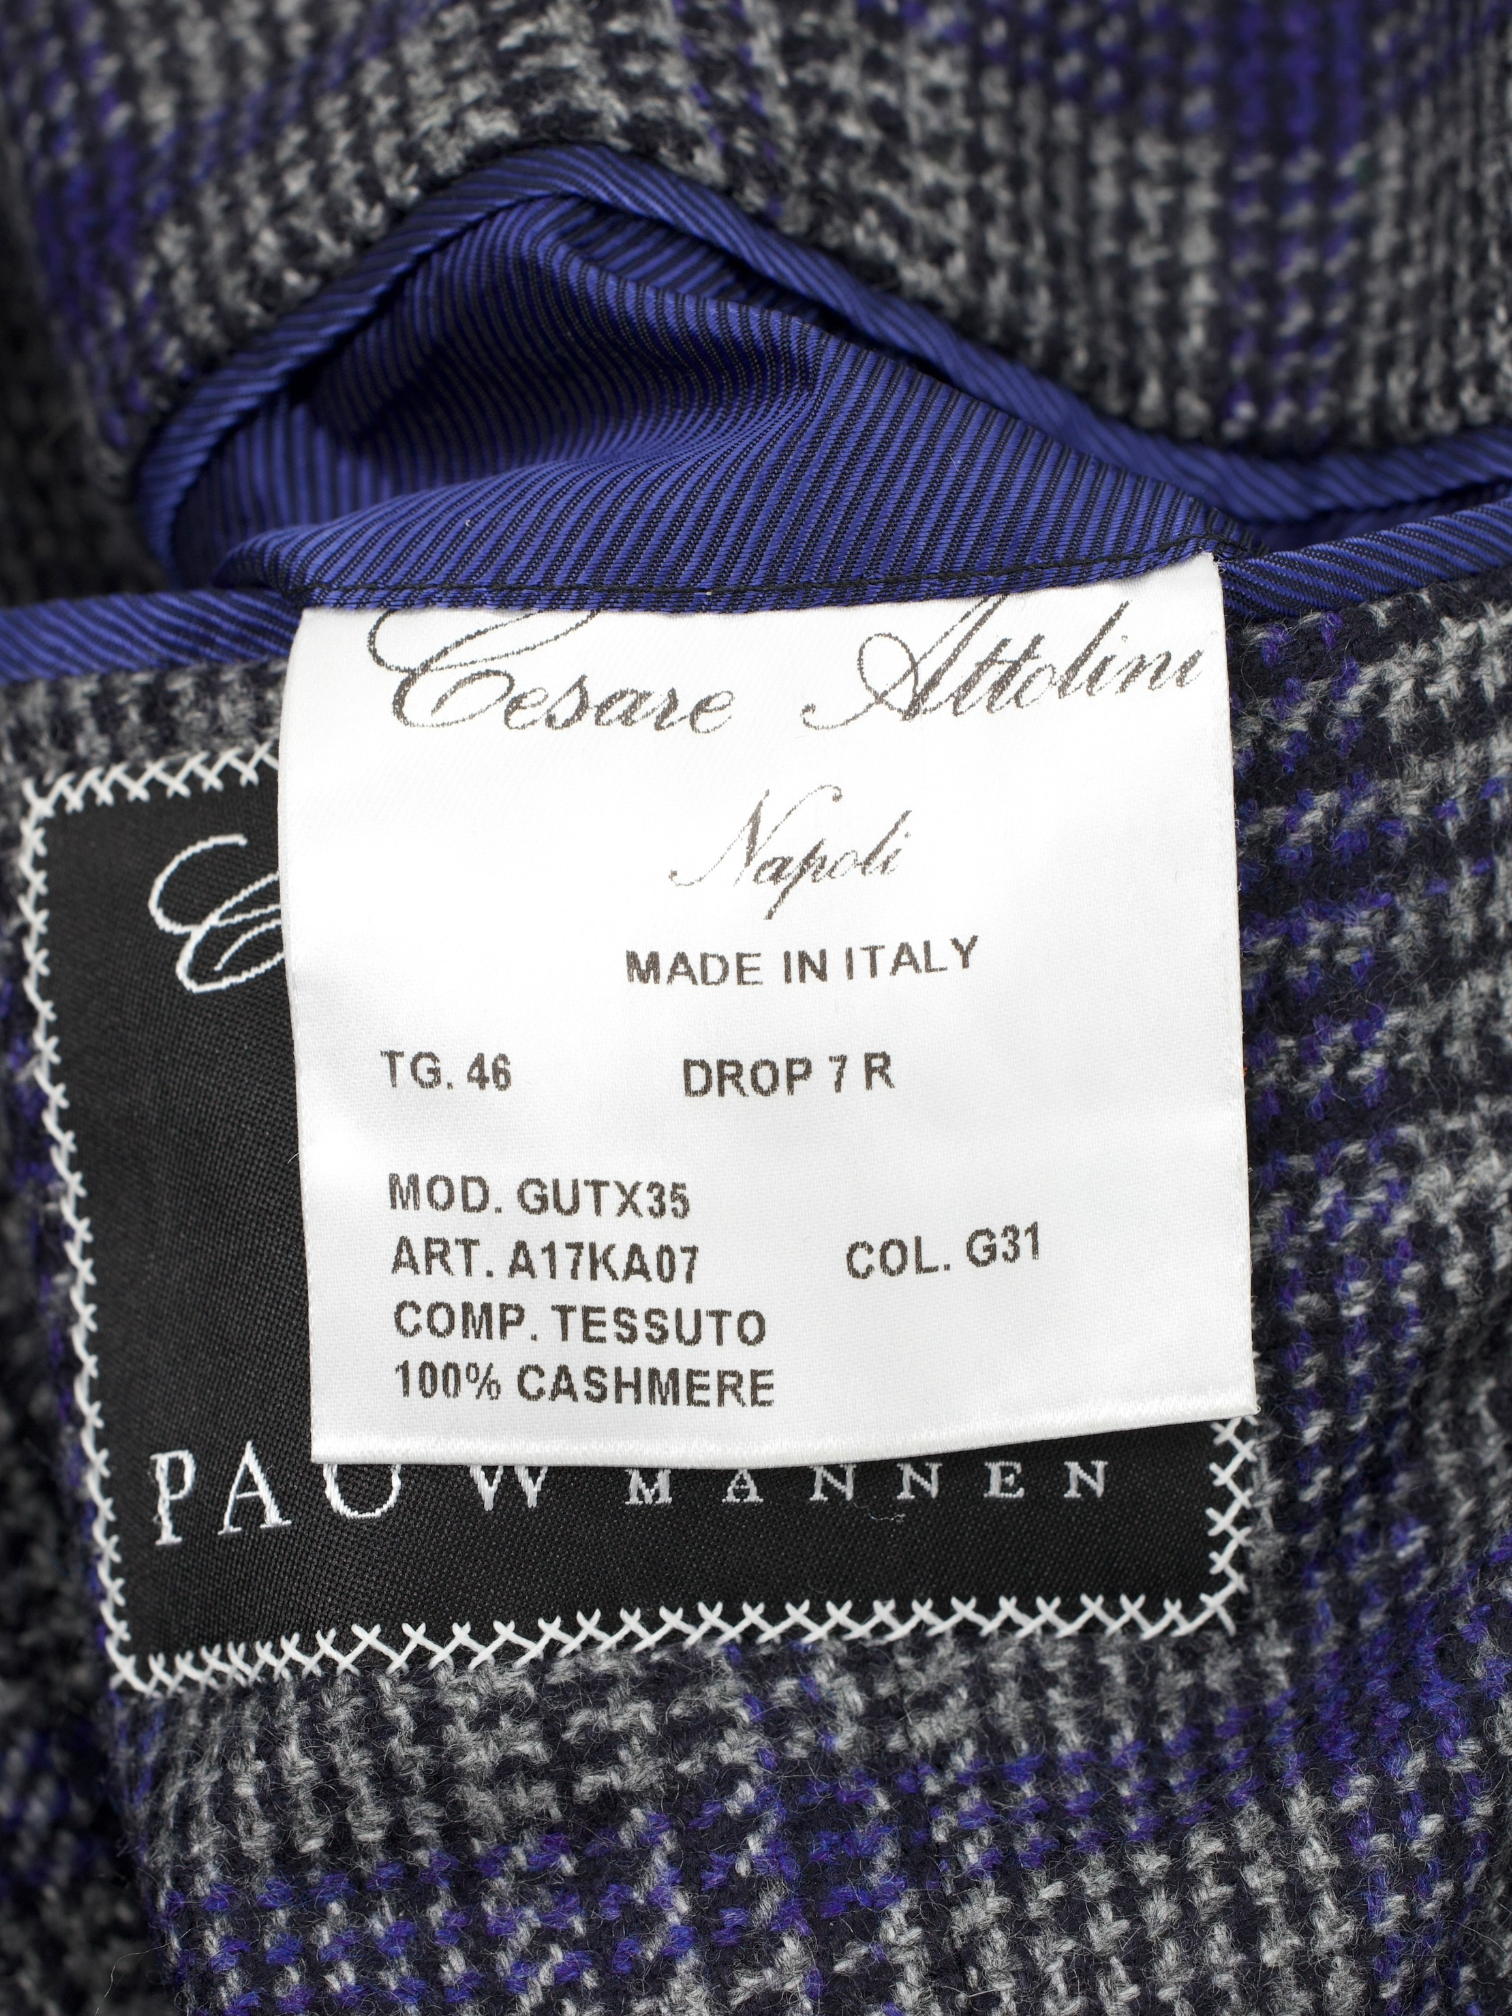 Cesare Attolini
Napoli
MADE IN ITALY
TG. 46 DROP 7 R
MOD. GUTX35
ART. A17KA07 COL. G31
COMP. TESSUTO
100% CASHMERE
PAUW MANNEN